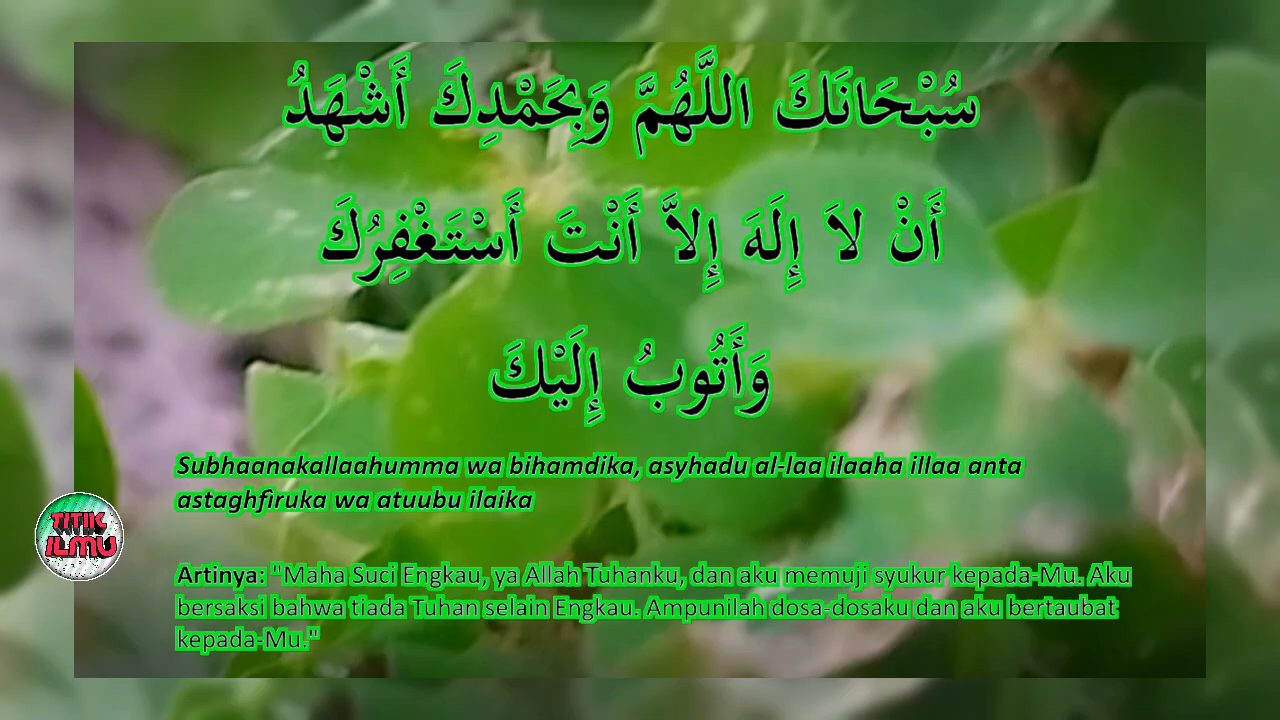 سُبْحَانَكَ اللَّهُمَّ وَبِحَمْدِكَ أَشْهَدُ
أَنْ لاَ إِلَهَ إِلاَّ أَنْتَ أَسْتَغْفِرُكَ
وَأَتُوبُ إِلَيْكَ
Subhaanakallaahumma wa bihamdika, asyhadu al-laa ilaaha illaa anta
astaghfiruka wa atuubu ilaika
TITIK
ILMU
Artinya: "Maha Suci Engkau, ya Allah Tuhanku, dan aku memuji syukur kepada-Mu. Aku
bersaksi bahwa tiada Tuhan selain Engkau. Ampunilah dosa-dosaku dan aku bertaubat
kepada-Mu."